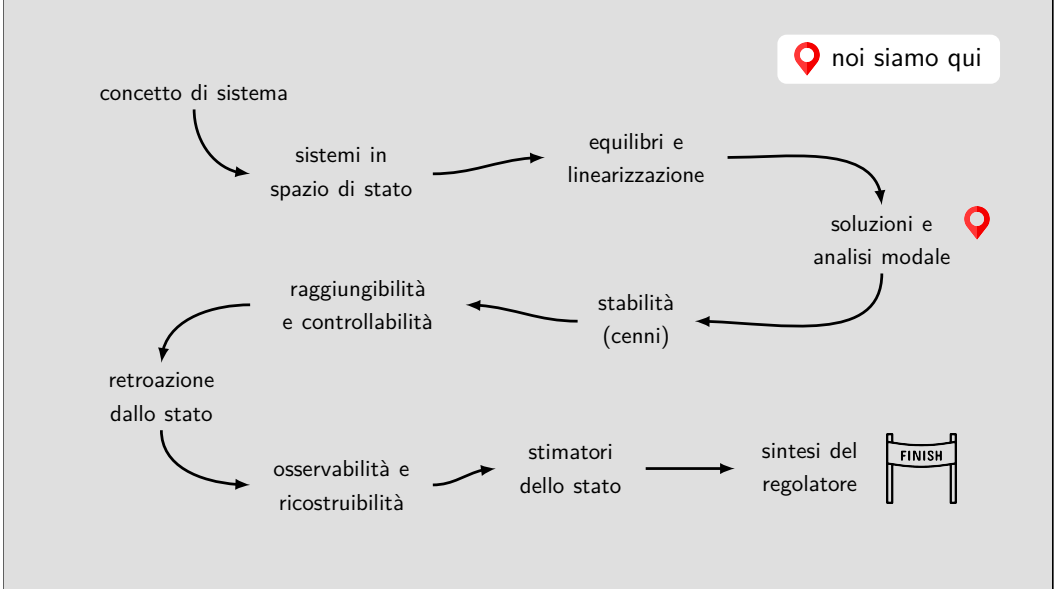 noi siamo qui
concetto di sistema
sistemi in
spazio di stato
equilibri e
linearizzazione
soluzioni e
analisi modale
stabilità
(cenni)
raggiungibilità
e controllabilità
retroazione
dallo stato
osservabilità e
ricostruibilità
stimatori
dello stato
sintesi del
regolatore
FINISH